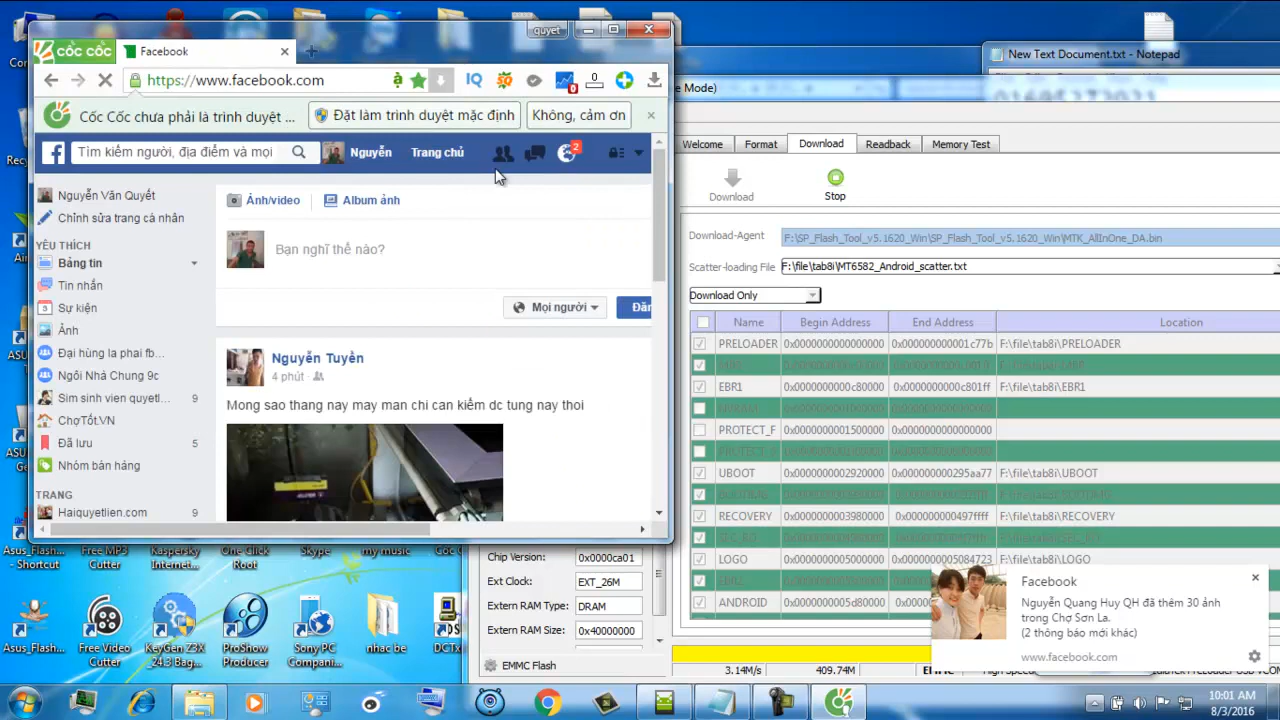 quyet
cốc cốc
Facebook
https://www.facebook.com
Cốc Cốc chưa phải là trình duyệt ...
Đặt làm trình duyệt mặc định
Không, cảm ơn
Tìm kiếm người, địa điểm và mọi
Nguyễn
Trang chủ
2
0
0
Nguyễn Văn Quyết
Chỉnh sửa trang cá nhân
YÊU THÍCH
Bảng tin
Tin nhắn
Sự kiện
Ảnh
Đại hùng la phai fb...
Ngôi Nhà Chung 9c
Sim sinh vien quyetl... 9
ChợTốt.VN
Đã lưu 5
Nhóm bán hàng
TRANG
Haiquyetlien.com 9
Ảnh/video
Album ảnh
Bạn nghĩ thế nào?
Mọi người
Đăn
Nguyễn Tuyền
4 phút
Mong sao thang nay may man chi can kiếm dc tung nay thoi
New Text Document.txt - Notepad
e Mode)
Welcome
Format
Download
Readback
Memory Test
Download
Stop
Download-Agent
F:\SP_Flash_Tool_v5.1620_Win\SP_Flash_Tool_v5.1620_Win\MTK_AllInOne_DA.bin
Scatter-loading File
F:\file\tab8i\MT6582_Android_scatter.txt
Download Only
Name Begin Address End Address Location
PRELOADER 0x0000000000000000 0x000000000001c77b F:\file\tab8i\PRELOADER
EBR1 0x0000000000c80000 0x0000000000c801ff F:\file\tab8i\EBR1
PROTECT_F 0x0000000001500000 0x0000000000000000
UBOOT 0x0000000002920000 0x000000000295aa77 F:\file\tab8i\UBOOT
RECOVERY 0x0000000003980000 0x000000000497ffff F:\file\tab8i\RECOVERY
LOGO 0x0000000005000000 0x0000000005084723 F:\file\tab8i\LOGO
ANDROID 0x0000000005d80000
Chip Version: 0x0000ca01
Ext Clock: EXT_26M
Extern RAM Type: DRAM
Extern RAM Size: 0x40000000
EMMC Flash
3.14M/s
409.74M
EMMC
Facebook
Nguyễn Quang Huy QH đã thêm 30 ảnh
trong Chợ Sơn La.
(2 thông báo mới khác)
www.facebook.com
Asus_Flash...
- Shortcut
Free MP3
Cutter
Kaspersky
Internet...
One Click
Root
Skype
my music
Asus_Flash...
Free Video
Cutter
KeyGen Z3X
24.3 Bag...
ProShow
Producer
Sony PC
Compani...
nhac be
DCTx
10:01 AM
8/3/2016